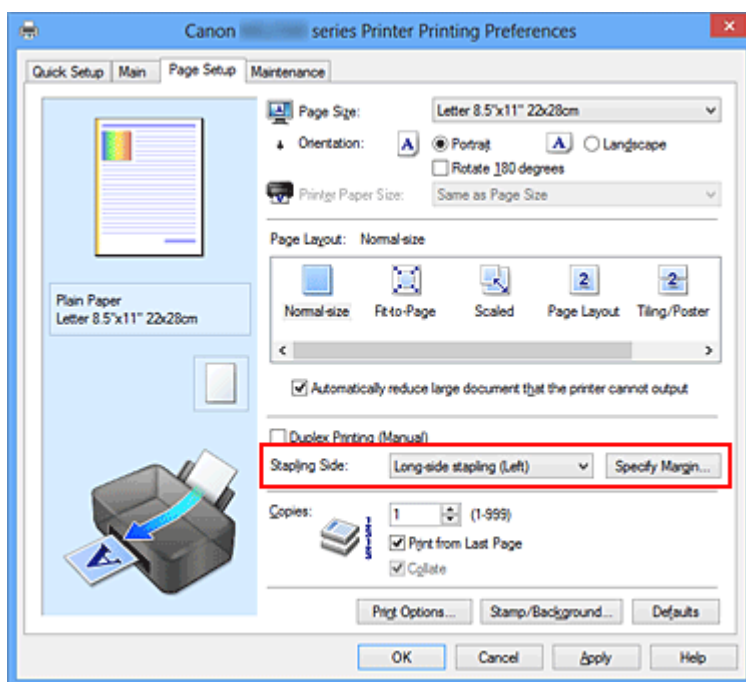 Canon series Printer Printing Preferences
Quick Setup Main Page Setup Maintenance
Page Size: Letter 8.5"x11" 22x28cm
Orientation: A Portrait A Landscape
Rotate 180 degrees
Printer Paper Size: Same as Page Size
Page Layout: Normal-size
Plain Paper
Letter 8.5"x11" 22x28cm
2 2
Normal-size Fit-to-Page Scaled Page Layout Tiling/Poster
Automatically reduce large document that the printer cannot output
Duplex Printing (Manual)
Stapling Side: Long-side stapling (Left) Specify Margin...
Copies: 1 (1-999)
Print from Last Page
Collate
A
Print Options... Stamp/Background... Defaults
OK Cancel Apply Help